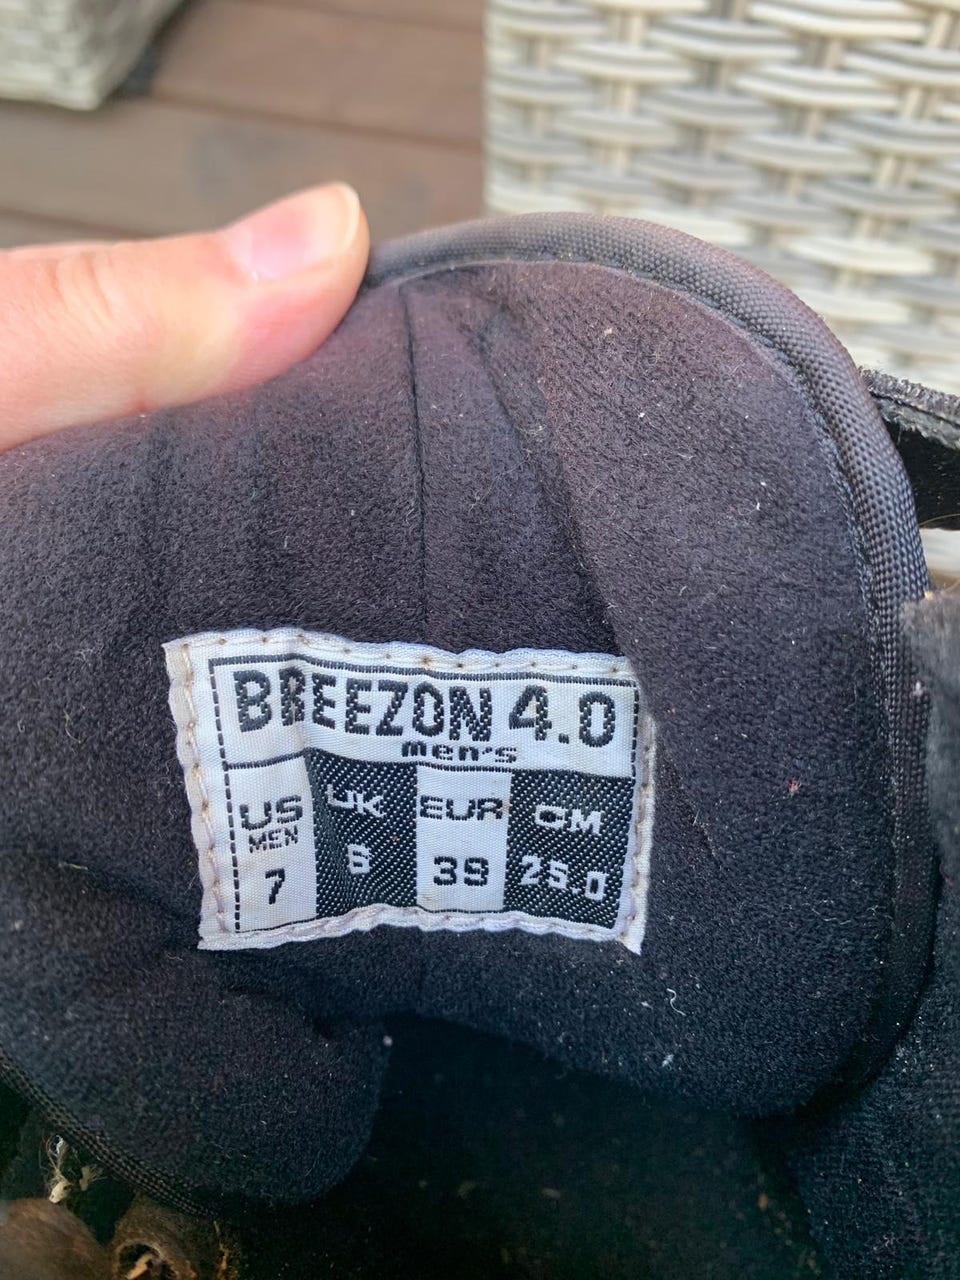 BREEZON 4.0
men's
US UK EUR CM
MEN
7 6 39 25.0